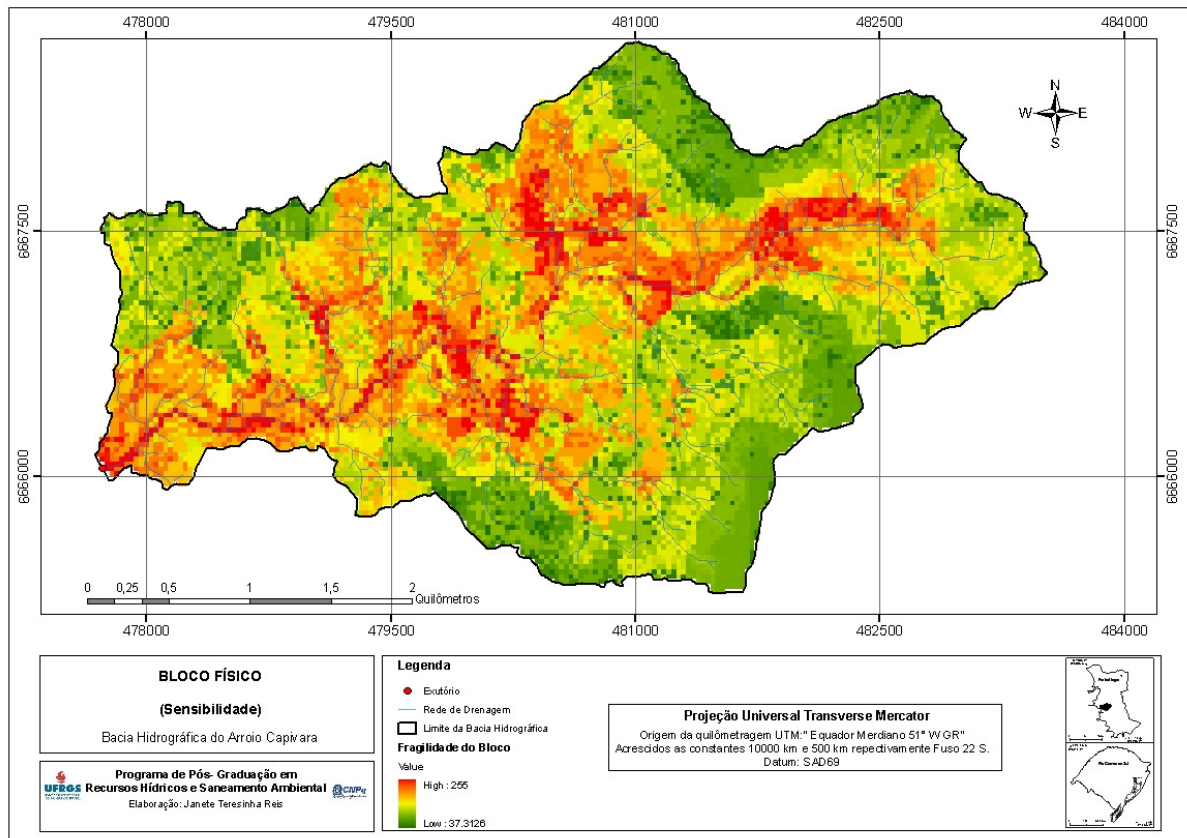 478000 479500 481000 482500 484000
N
W E
S
6667500 6667500
6666000 6666000
0 0,25 0,5 1 1,5 2
Quilômetros
478000 479500 481000 482500 484000
BLOCO FÍSICO
(Sensibilidade)
Bacia Hidrográfica do Arroio Capivara
UFRGS
Programa de Pós- Graduação em
Recursos Hídricos e Saneamento Ambiental
CNPq
Elaboração: Janete Teresinha Reis
Legenda
Exutório
Rede de Drenagem
Limite da Bacia Hidrográfica
Fragilidade do Bloco
Value
High : 255
Low : 37.3126
Projeção Universal Transverse Mercator
Origem da quilômetragem UTM:" Equador Merdiano 51° W GR"
Acrescidos as constantes 10000 km e 500 km repectivamente Fuso 22 S.
Datum: SAD69